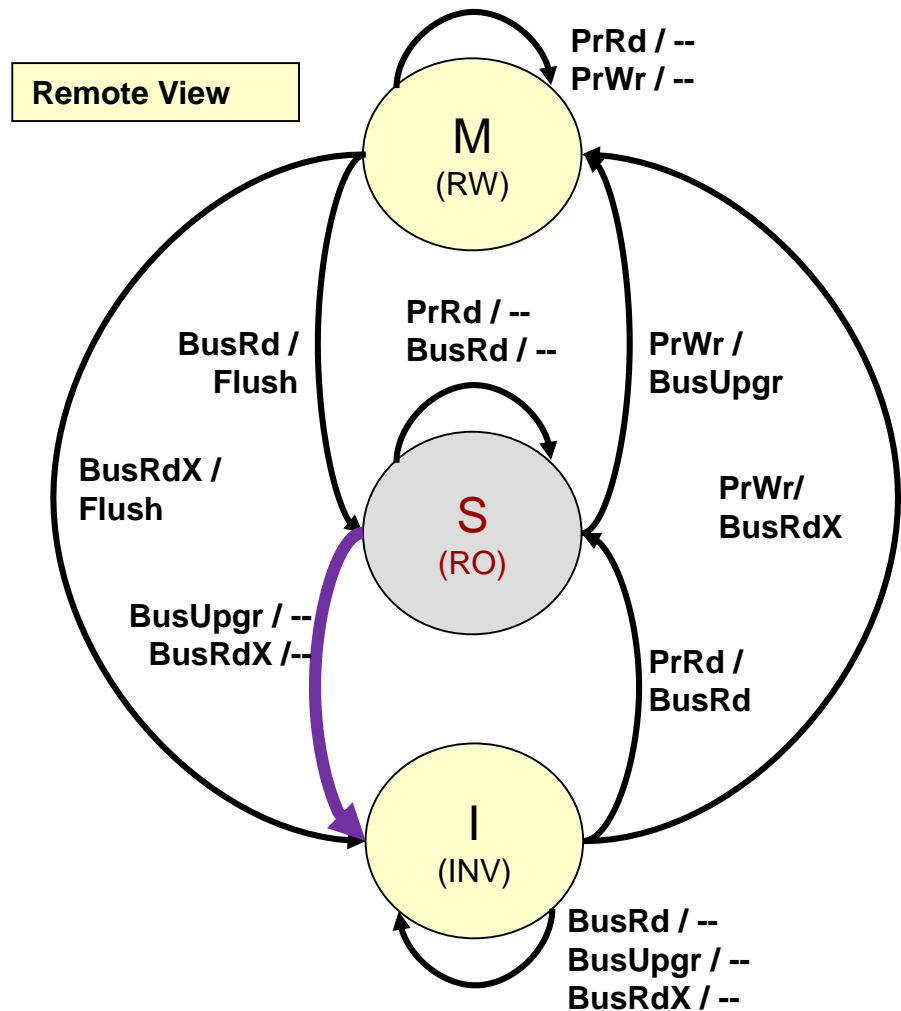 PrRd / --
PrWr / --
Remote View
M
(RW)
PrRd / --
BusRd / --
BusRd /
Flush
PrWr /
BusUpgr
BusRdX /
Flush
PrWr/
BusRdX
S
(RO)
BusUpgr / --
BusRdX /--
PrRd /
BusRd
I
(INV)
BusRd / --
BusUpgr / --
BusRdX / --